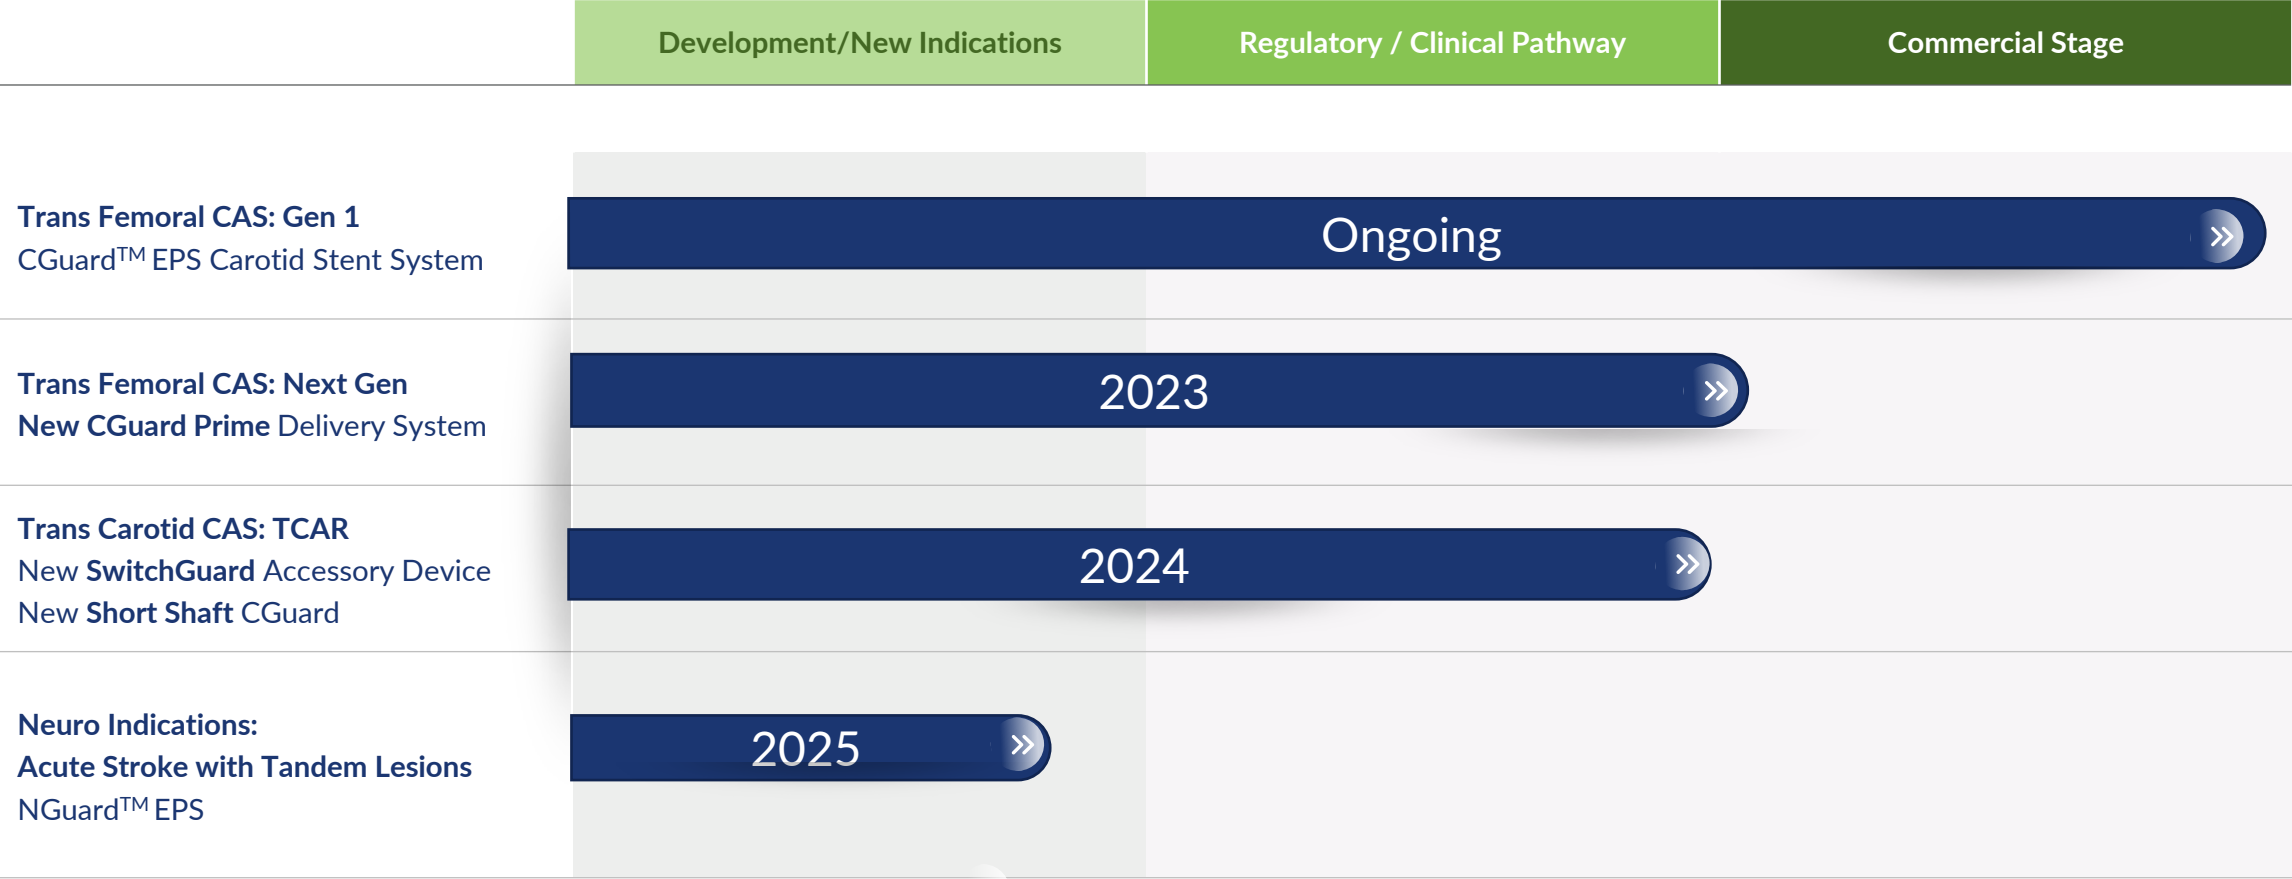 Development/New Indications
Regulatory / Clinical Pathway
Commercial Stage
Trans Femoral CAS: Gen 1
CGuard™ EPS Carotid Stent System
Ongoing
Trans Femoral CAS: Next Gen
New CGuard Prime Delivery System
2023
Trans Carotid CAS: TCAR
New SwitchGuard Accessory Device
New Short Shaft CGuard
2024
Neuro Indications:
Acute Stroke with Tandem Lesions
NGuard™ EPS
2025